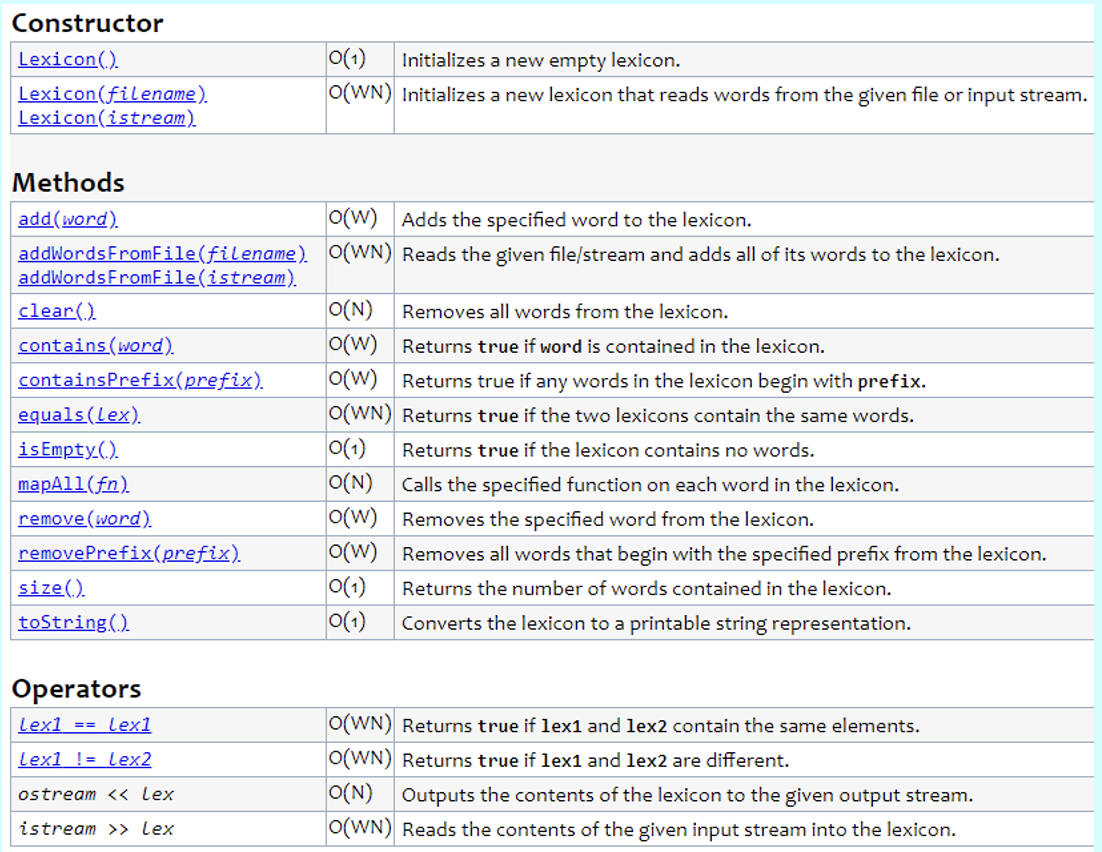 Constructor
Lexicon() O(1) Initializes a new empty lexicon.
Lexicon(filename) O(WN) Initializes a new lexicon that reads words from the given file or input stream.
Lexicon(istream)
Methods
add(word) O(W) Adds the specified word to the lexicon.
addWordsFromFile(filename) O(WN) Reads the given file/stream and adds all of its words to the lexicon.
addWordsFromFile(istream)
clear() O(N) Removes all words from the lexicon.
contains(word) O(W) Returns true if word is contained in the lexicon.
containsPrefix(prefix) O(W) Returns true if any words in the lexicon begin with prefix.
equals(lex) O(WN) Returns true if the two lexicons contain the same words.
isEmpty() O(1) Returns true if the lexicon contains no words.
mapAll(fn) O(N) Calls the specified function on each word in the lexicon.
remove(word) O(W) Removes the specified word from the lexicon.
removePrefix(prefix) O(W) Removes all words that begin with the specified prefix from the lexicon.
size() O(1) Returns the number of words contained in the lexicon.
toString() O(1) Converts the lexicon to a printable string representation.
Operators
lex1 == lex1 O(WN) Returns true if lex1 and lex2 contain the same elements.
lex1 != lex2 O(WN) Returns true if lex1 and lex2 are different.
ostream << lex O(N) Outputs the contents of the lexicon to the given output stream.
istream >> lex O(WN) Reads the contents of the given input stream into the lexicon.